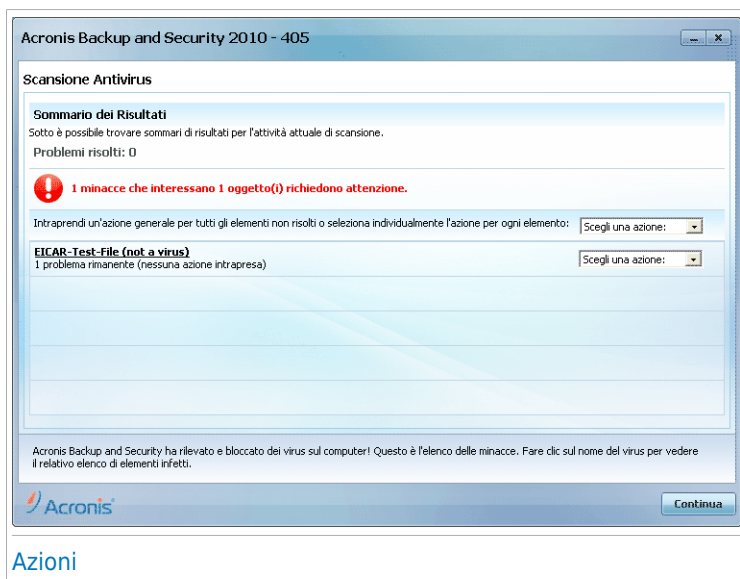 Acronis Backup and Security 2010 - 405
Scansione Antivirus
Sommario dei Risultati
Sotto è possibile trovare sommari di risultati per l'attività attuale di scansione.
Problemi risolti: 0
1 minacce che interessano 1 oggetto(i) richiedono attenzione.
Intraprendi un'azione generale per tutti gli elementi non risolti o seleziona individualmente l'azione per ogni elemento: Scegli una azione:
EICAR-Test-File (not a virus)
1 problema rimanente (nessuna azione intrapresa) Scegli una azione:
Acronis Backup and Security ha rilevato e bloccato dei virus sul computer! Questo è l'elenco delle minacce. Fare clic sul nome del virus per vedere
il relativo elenco di elementi infetti.
Acronis Continua
Azioni